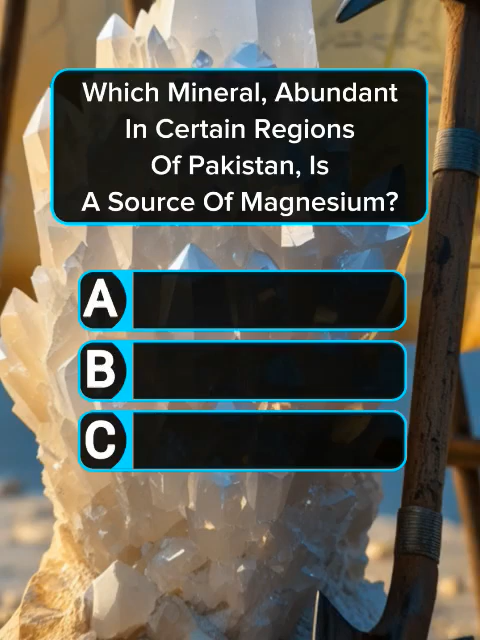 Which Mineral, Abundant
In Certain Regions
Of Pakistan, Is
A Source Of Magnesium?
A
B
C